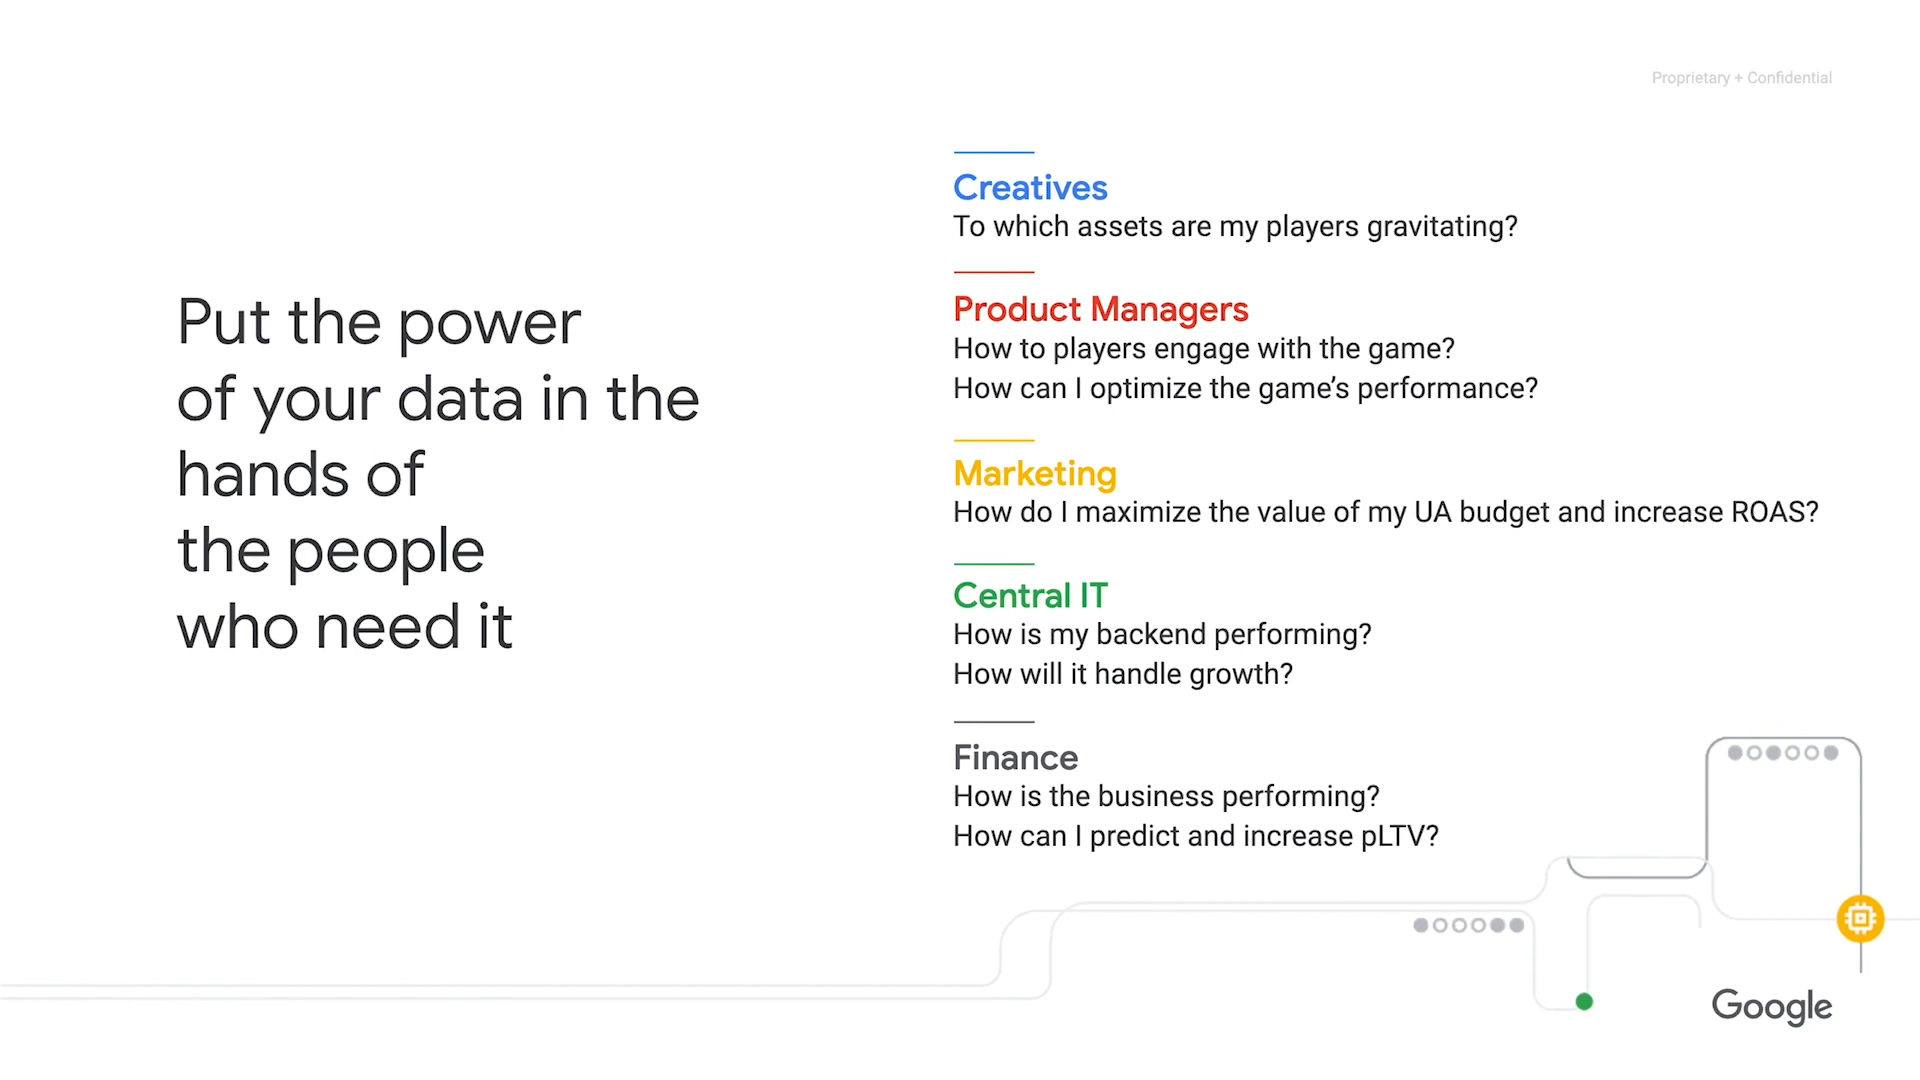 Proprietary + Confidential
Put the power
of your data in the
hands of
the people
who need it
Creatives
To which assets are my players gravitating?
Product Managers
How to players engage with the game?
How can I optimize the game’s performance?
Marketing
How do I maximize the value of my UA budget and increase ROAS?
Central IT
How is my backend performing?
How will it handle growth?
Finance
How is the business performing?
How can I predict and increase pLTV?
Google